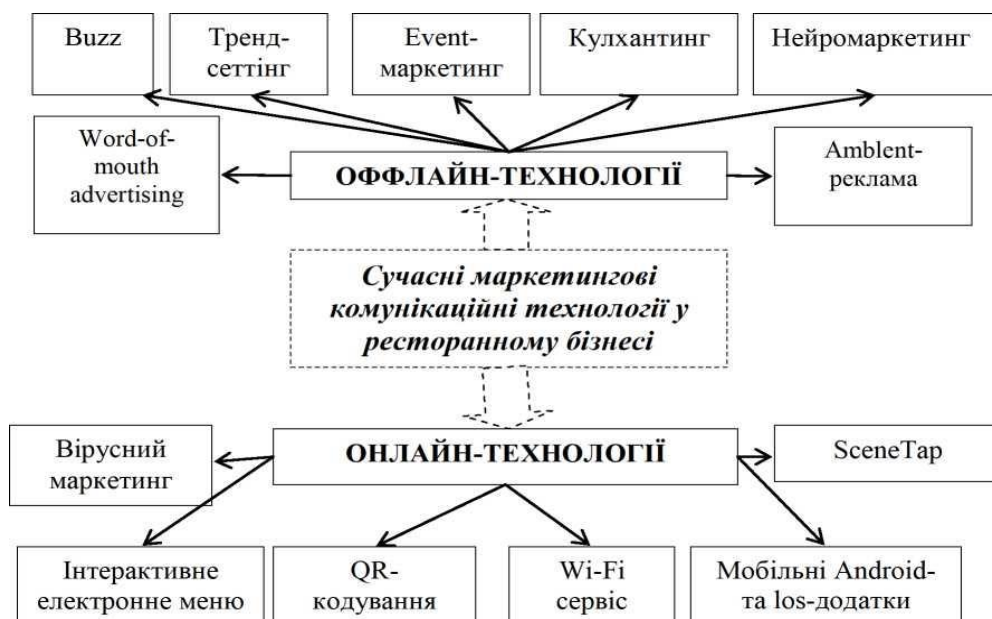 Buzz
Тренд-
сеттінг
Event-
маркетинг
Кулхантинг
Нейромаркетинг
Word-of-
mouth
advertising
ОФФЛАЙН-ТЕХНОЛОГІЇ
Amblent-
реклама
Сучасні маркетингові
комунікаційні технології у
ресторанному бізнесі
Вірусний
маркетинг
ОНЛАЙН-ТЕХНОЛОГІЇ
SceneTap
Інтерактивне
електронне меню
QR-
кодування
Wi-Fi
сервіс
Мобільні Android-
та Ios-додатки